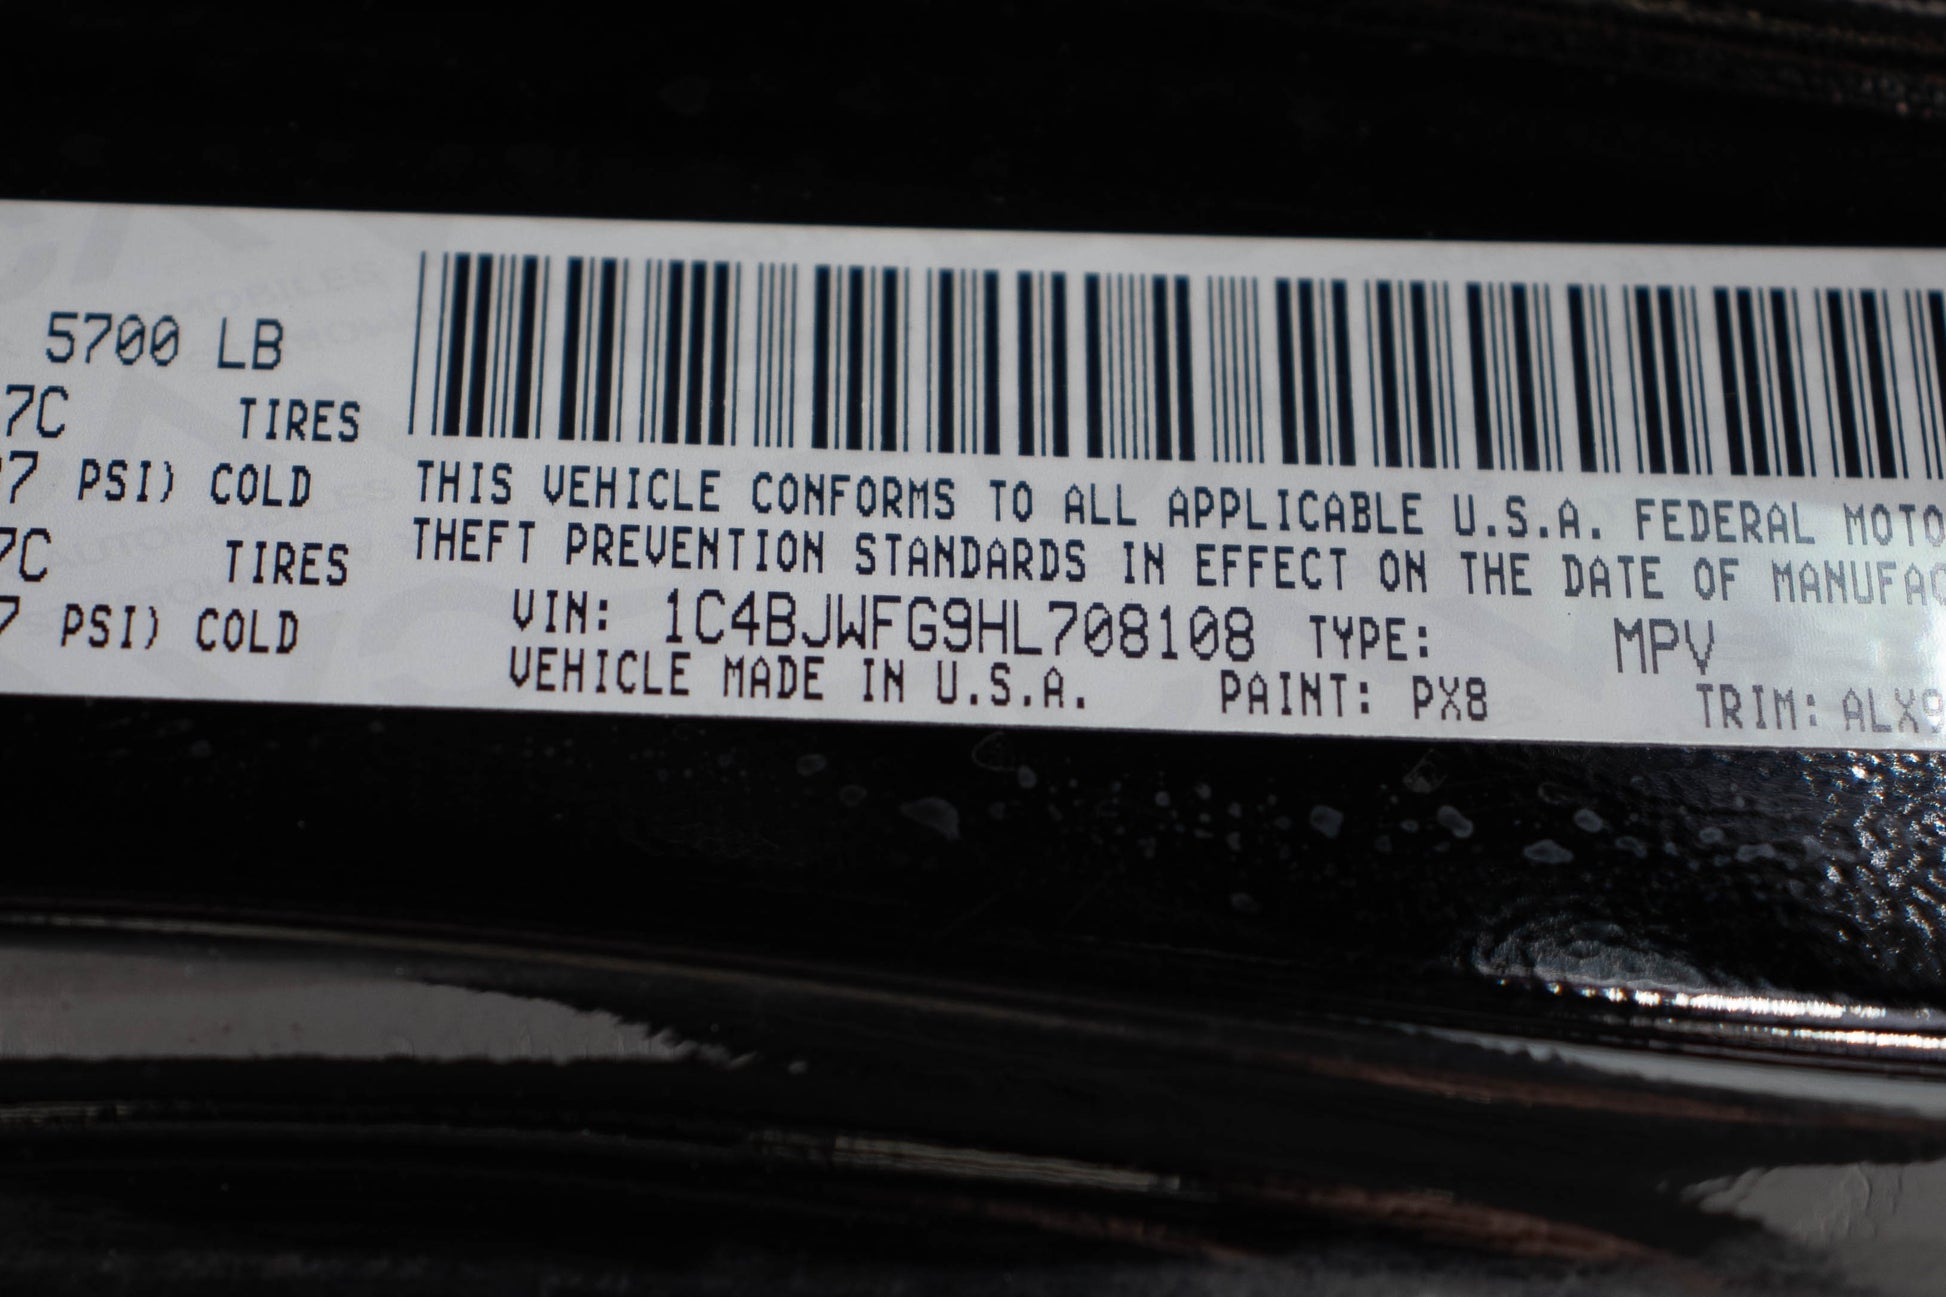 5700 LB
7C TIRES
7 PSI) COLD
7C TIRES
7 PSI) COLD
THIS VEHICLE CONFORMS TO ALL APPLICABLE U.S.A. FEDERAL MOTO
THEFT PREVENTION STANDARDS IN EFFECT ON THE DATE OF MANUFAC
VIN: 1C4BJWFG9HL708108 TYPE: MPV
VEHICLE MADE IN U.S.A. PAINT: PX8 TRIM: ALX9